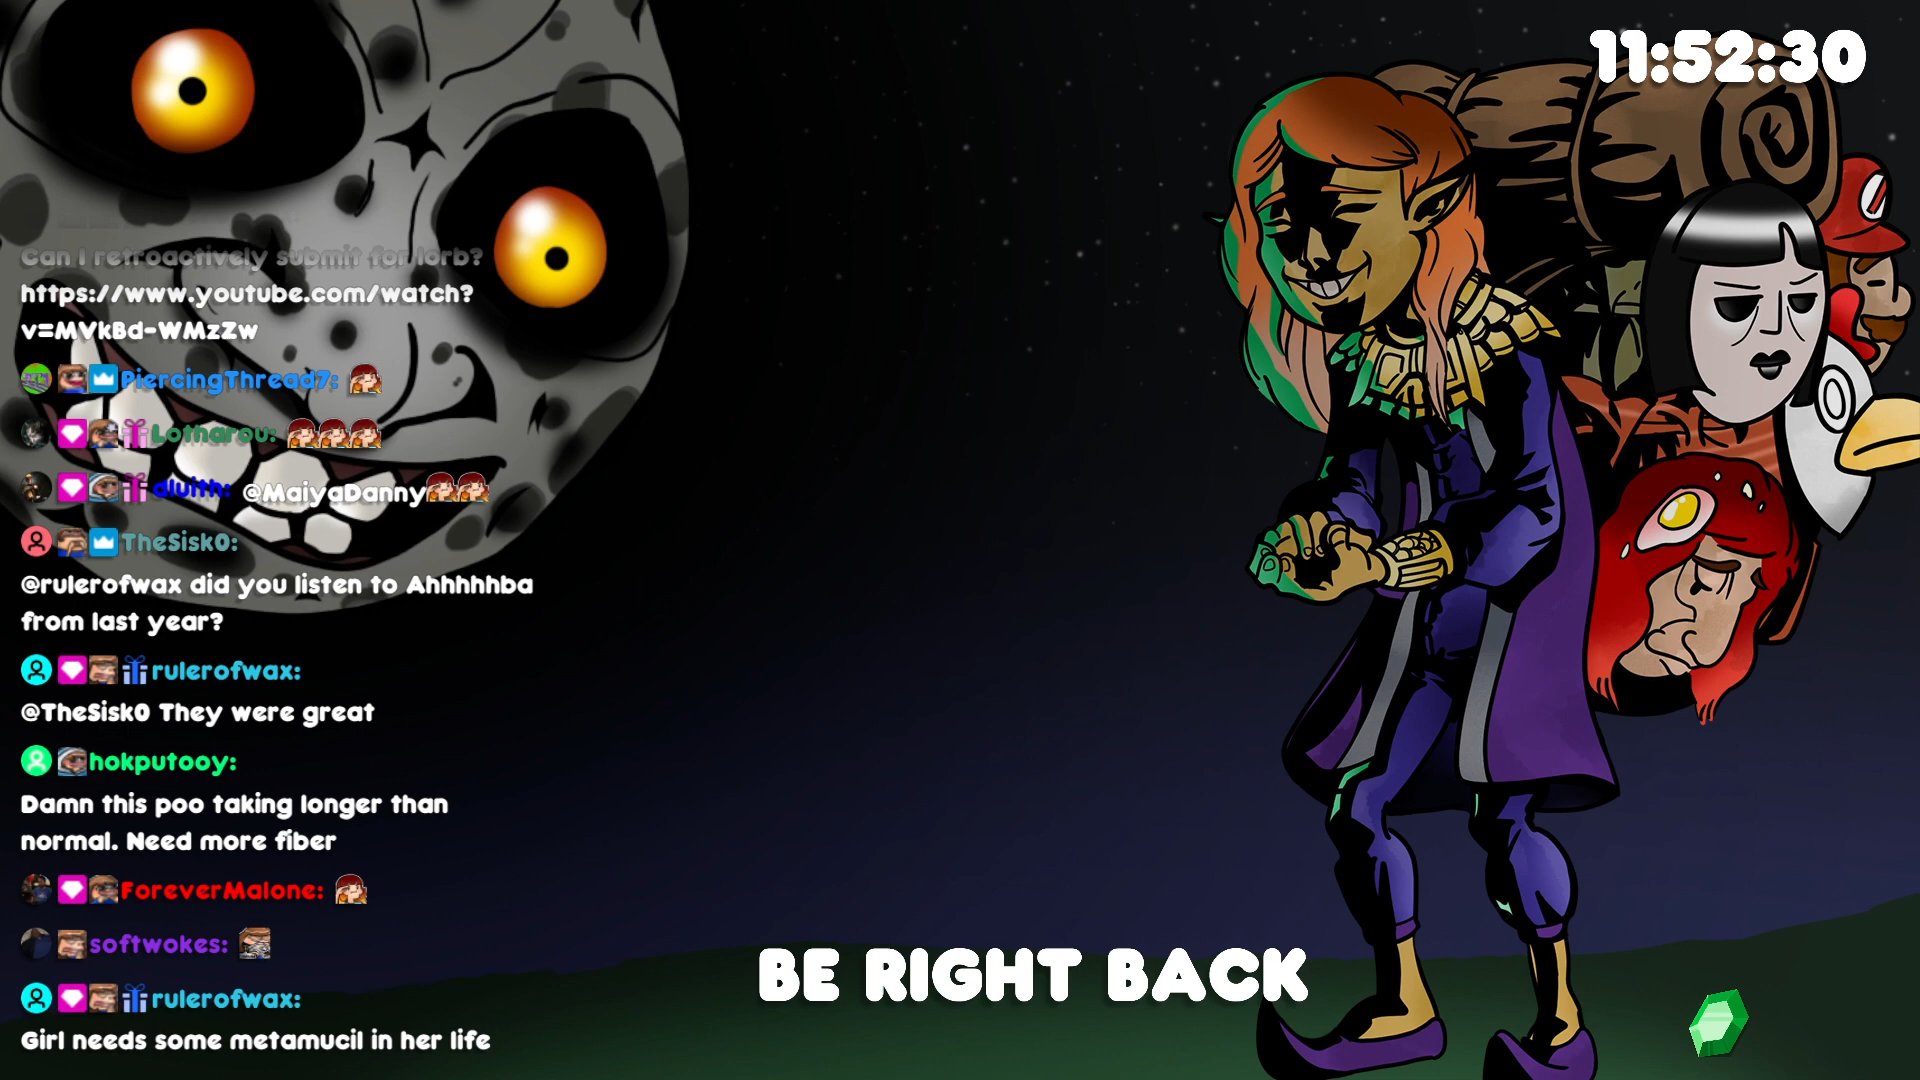 11:52:30
Can I retroactively submit for lorb?
https://www.youtube.com/watch?
v=MVkBd-WMzZw
PiercingThread7:
Lotharou:
dluith: @MaiyaDanny
TheSisk0:
@rulerofwax did you listen to Ahhhhhba
from last year?
rulerofwax:
@TheSisk0 They were great
hokputooy:
Damn this poo taking longer than
normal. Need more fiber
ForeverMalone:
softwokes:
rulerofwax:
Girl needs some metamucil in her life
BE RIGHT BACK